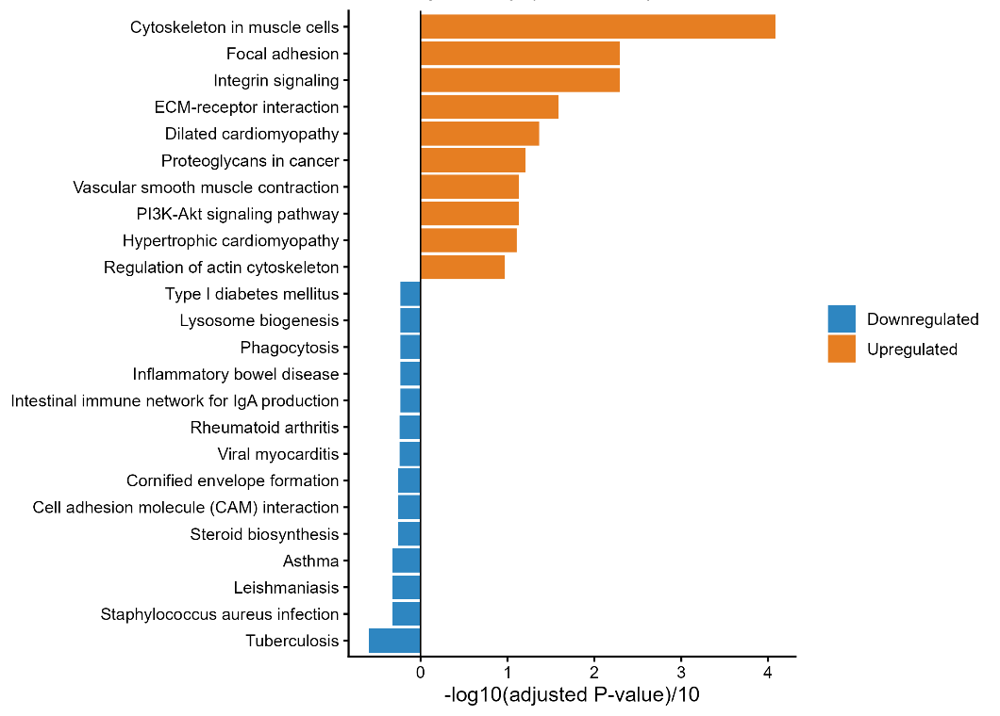 Cytoskeleton in muscle cells
Focal adhesion
Integrin signaling
ECM-receptor interaction
Dilated cardiomyopathy
Proteoglycans in cancer
Vascular smooth muscle contraction
PI3K-Akt signaling pathway
Hypertrophic cardiomyopathy
Regulation of actin cytoskeleton
Type I diabetes mellitus
Lysosome biogenesis
Phagocytosis
Inflammatory bowel disease
Intestinal immune network for IgA production
Rheumatoid arthritis
Viral myocarditis
Cornified envelope formation
Cell adhesion molecule (CAM) interaction
Steroid biosynthesis
Asthma
Leishmaniasis
Staphylococcus aureus infection
Tuberculosis
0 1 2 3 4
-log10(adjusted P-value)/10
Downregulated
Upregulated